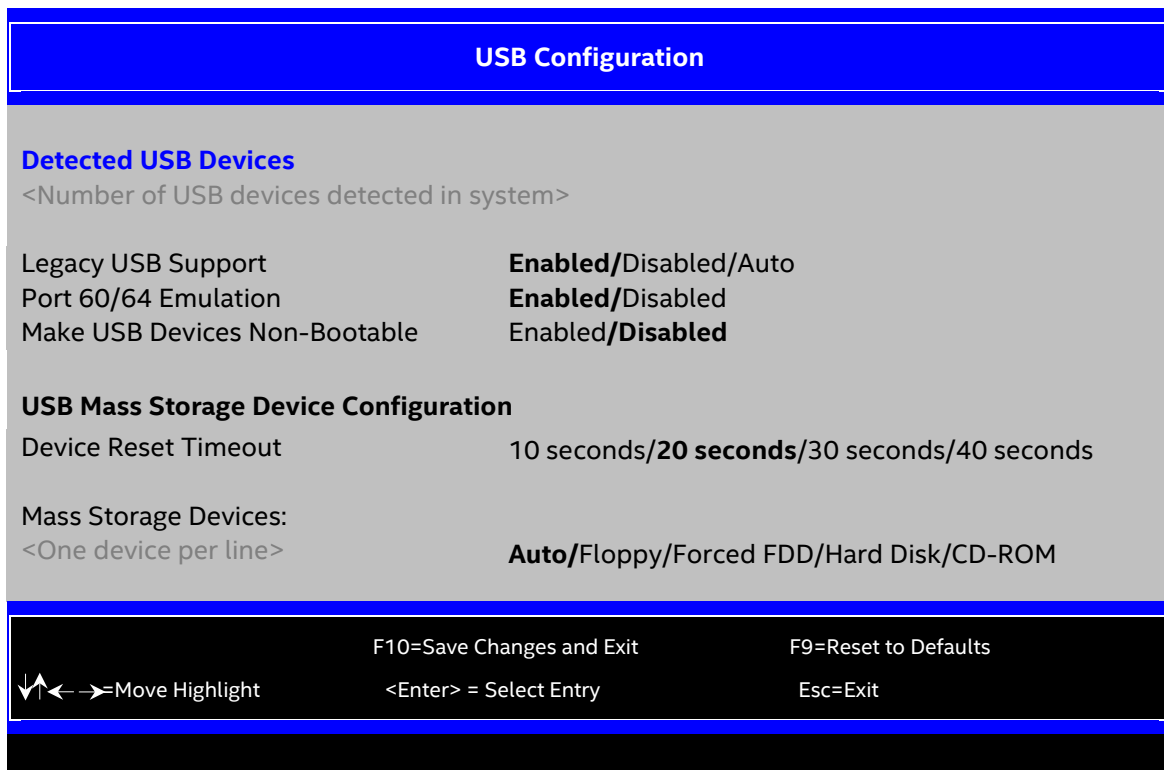 USB Configuration
Detected USB Devices
<Number of USB devices detected in system>
Legacy USB Support Enabled/Disabled/Auto
Port 60/64 Emulation Enabled/Disabled
Make USB Devices Non-Bootable Enabled/Disabled
USB Mass Storage Device Configuration
Device Reset Timeout 10 seconds/20 seconds/30 seconds/40 seconds
Mass Storage Devices:
<One device per line> Auto/Floppy/Forced FDD/Hard Disk/CD-ROM
F10=Save Changes and Exit F9=Reset to Defaults
↓↑←→=Move Highlight <Enter> = Select Entry Esc=Exit